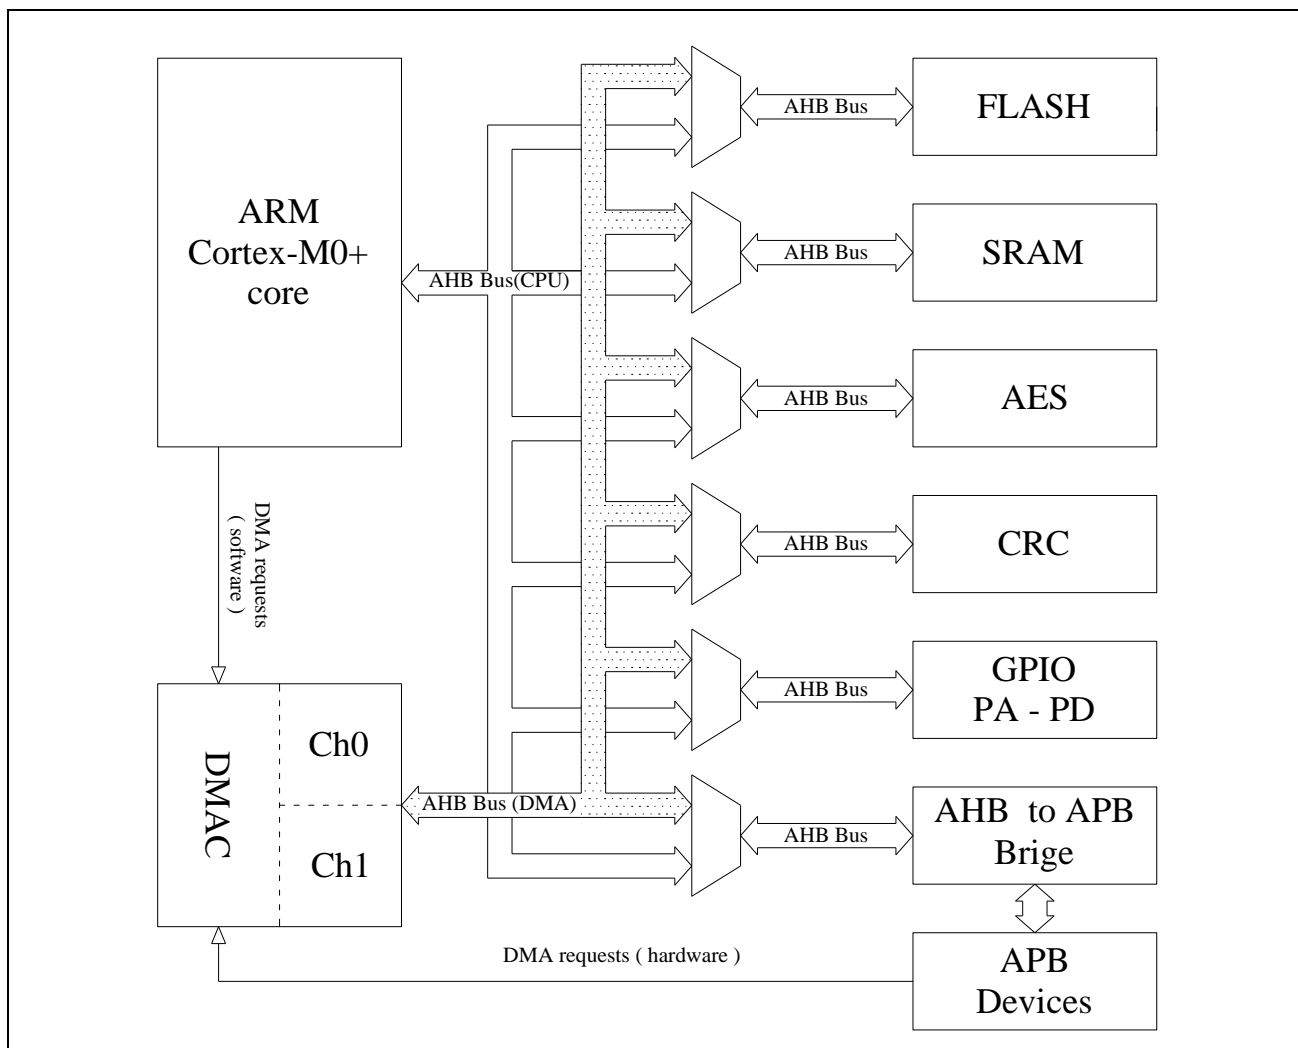 ARM
Cortex-M0+
core
AHB Bus(CPU)
DMA requests
( software )
DMAC
Ch0
Ch1
AHB Bus (DMA)
AHB Bus
FLASH
AHB Bus
SRAM
AHB Bus
AES
AHB Bus
CRC
AHB Bus
GPIO
PA - PD
AHB Bus
AHB to APB
Brige
DMA requests ( hardware )
APB
Devices